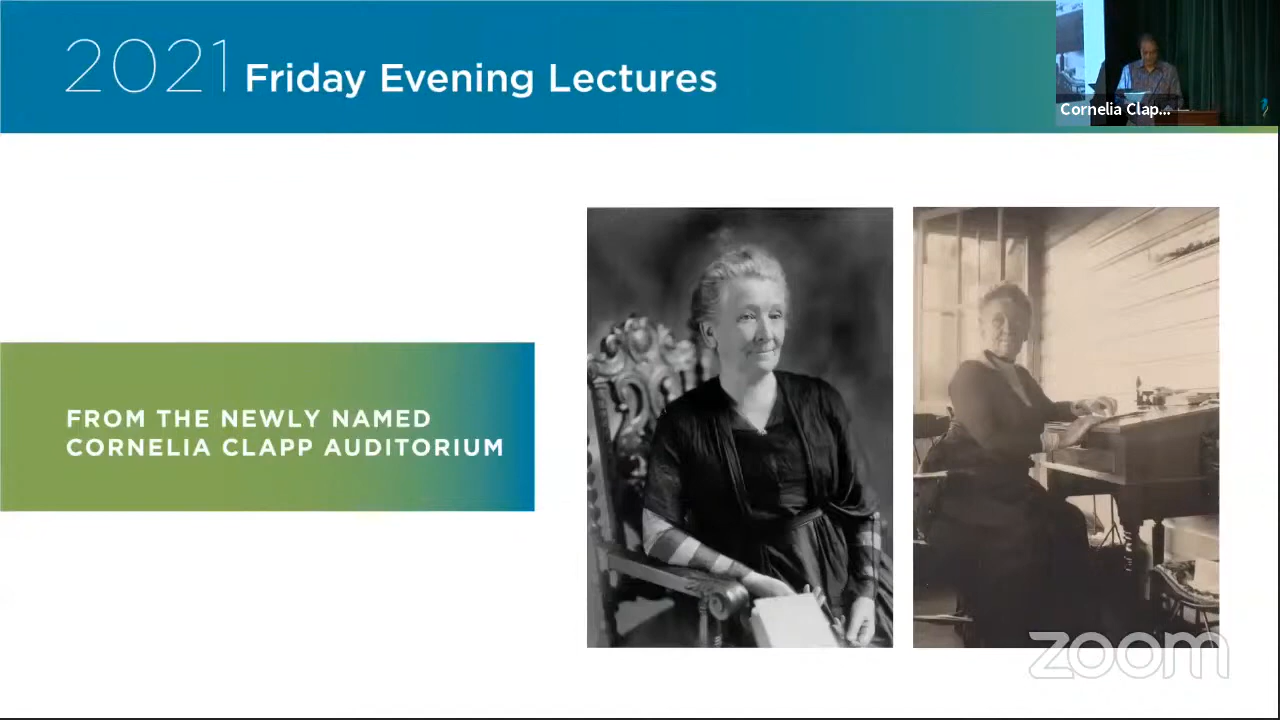 2021 Friday Evening Lectures
Cornelia Clap...
FROM THE NEWLY NAMED
CORNELIA CLAPP AUDITORIUM
zoom